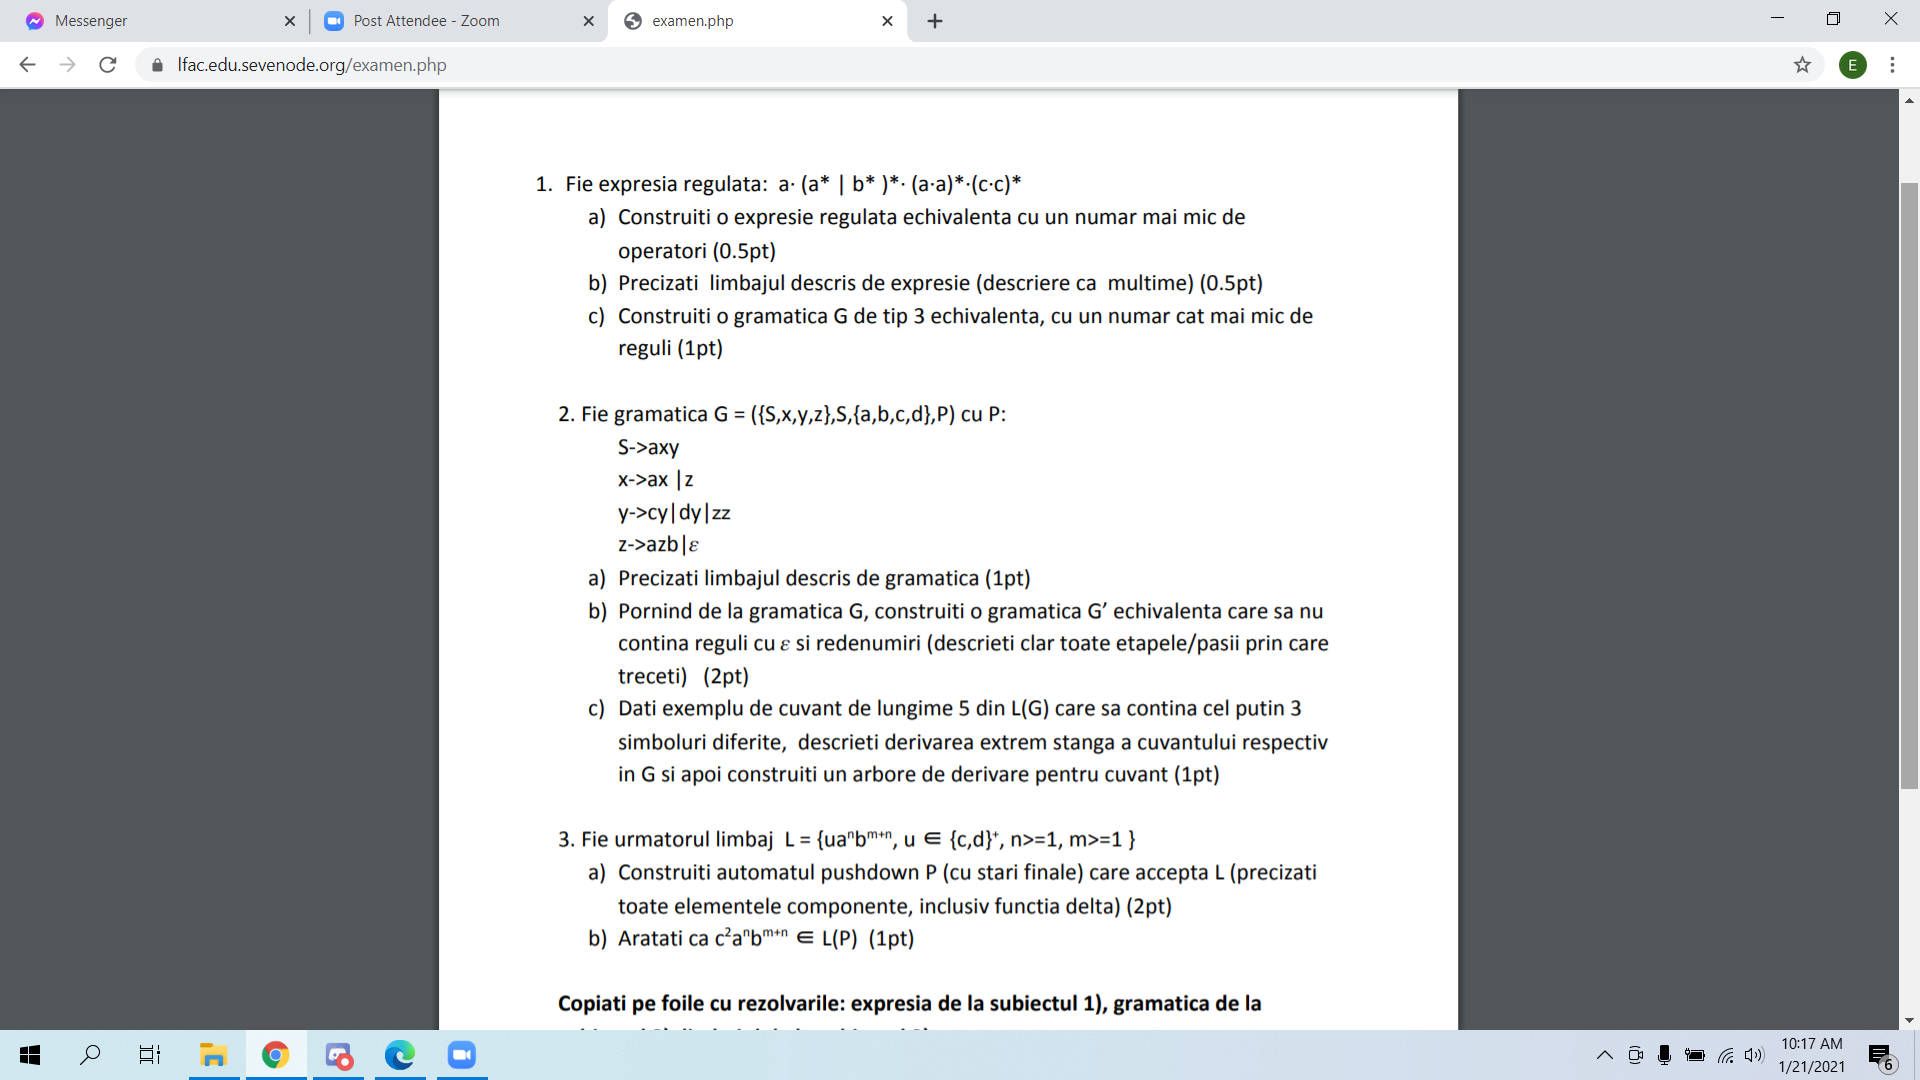 Messenger
Post Attendee - Zoom
examen.php
lfac.edu.sevenode.org/examen.php
E
1. Fie expresia regulata: a· (a* | b* )*· (a·a)*·(c·c)*
a) Construiti o expresie regulata echivalenta cu un numar mai mic de
operatori (0.5pt)
b) Precizati limbajul descris de expresie (descriere ca multime) (0.5pt)
c) Construiti o gramatica G de tip 3 echivalenta, cu un numar cat mai mic de
reguli (1pt)
2. Fie gramatica G = ({S,x,y,z},S,{a,b,c,d},P) cu P:
S->axy
x->ax |z
y->cy|dy|zz
z->azb|ε
a) Precizati limbajul descris de gramatica (1pt)
b) Pornind de la gramatica G, construiti o gramatica G’ echivalenta care sa nu
contina reguli cu ε si redenumiri (descrieti clar toate etapele/pasii prin care
treceti) (2pt)
c) Dati exemplu de cuvant de lungime 5 din L(G) care sa contina cel putin 3
simboluri diferite, descrieti derivarea extrem stanga a cuvantului respectiv
in G si apoi construiti un arbore de derivare pentru cuvant (1pt)
3. Fie urmatorul limbaj L = {uaⁿbᵐ⁺ⁿ, u ∈ {c,d}⁺, n>=1, m>=1 }
a) Construiti automatul pushdown P (cu stari finale) care accepta L (precizati
toate elementele componente, inclusiv functia delta) (2pt)
b) Aratati ca c²aⁿbᵐ⁺ⁿ ∈ L(P) (1pt)
Copiati pe foile cu rezolvarile: expresia de la subiectul 1), gramatica de la
10:17 AM
1/21/2021
6